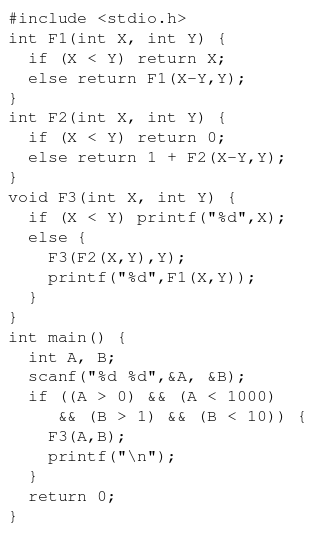 #include <stdio.h>
int F1(int X, int Y) {
  if (X < Y) return X;
  else return F1(X-Y,Y);
}
int F2(int X, int Y) {
  if (X < Y) return 0;
  else return 1 + F2(X-Y,Y);
}
void F3(int X, int Y) {
  if (X < Y) printf("%d",X);
  else {
    F3(F2(X,Y),Y);
    printf("%d",F1(X,Y));
  }
}
int main() {
  int A, B;
  scanf("%d %d",&A, &B);
  if ((A > 0) && (A < 1000)
     && (B > 1) && (B < 10)) {
    F3(A,B);
    printf("\n");
  }
  return 0;
}